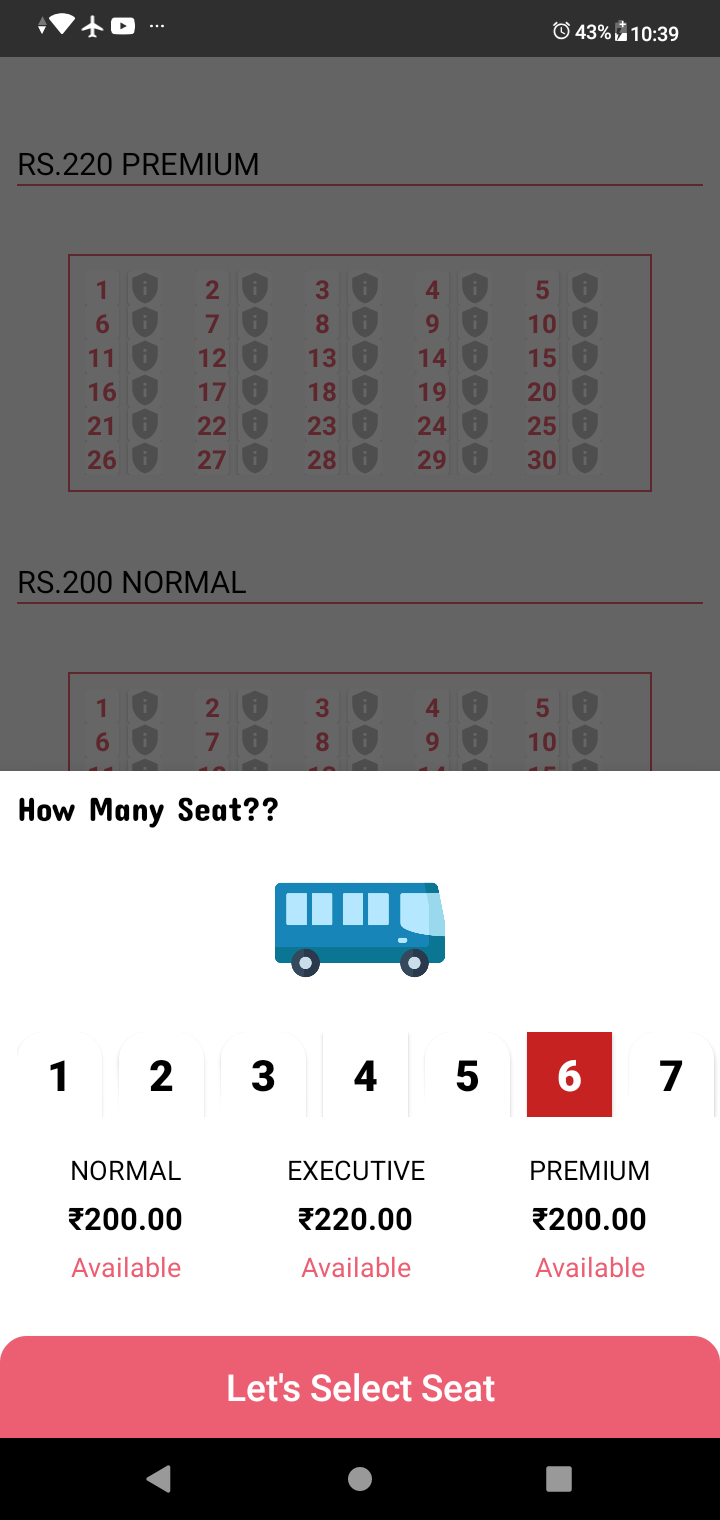 43% 10:39
RS.220 PREMIUM
1 2 3 4 5
6 7 8 9 10
11 12 13 14 15
16 17 18 19 20
21 22 23 24 25
26 27 28 29 30
RS.200 NORMAL
1 2 3 4 5
6 7 8 9 10
How Many Seat??
1 2 3 4 5 6 7
NORMAL EXECUTIVE PREMIUM
₹200.00 ₹220.00 ₹200.00
Available Available Available
Let's Select Seat